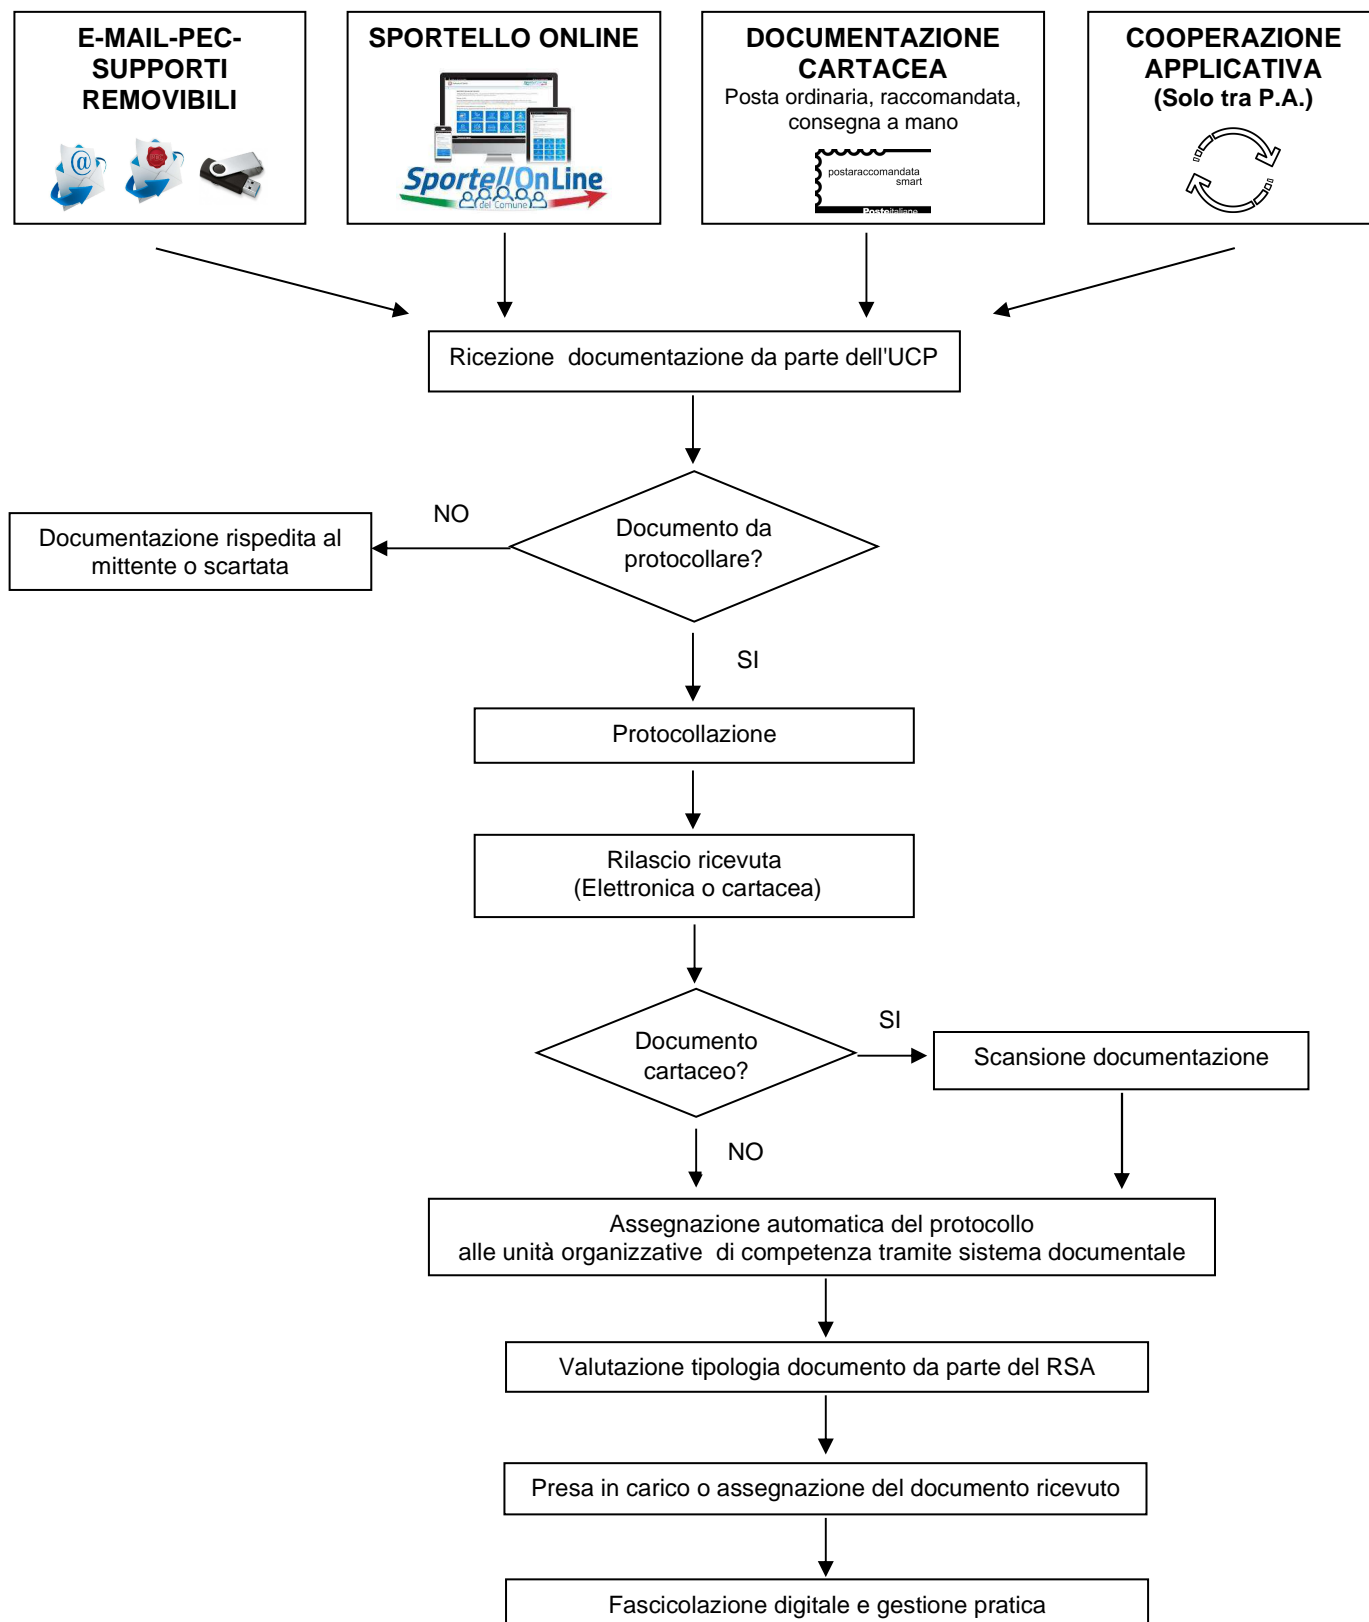 E-MAIL-PEC-
SUPPORTI
REMOVIBILI
@
SPORTELLO ONLINE
SportellOnLine
del Comune
DOCUMENTAZIONE
CARTACEA
Posta ordinaria, raccomandata,
consegna a mano
postaraccomandata
smart
Posteitaliane
COOPERAZIONE
APPLICATIVA
(Solo tra P.A.)
Ricezione documentazione da parte dell'UCP
Documento da
protocollare?
NO
Documentazione rispedita al
mittente o scartata
SI
Protocollazione
Rilascio ricevuta
(Elettronica o cartacea)
Documento
cartaceo?
SI
Scansione documentazione
NO
Assegnazione automatica del protocollo
alle unità organizzative di competenza tramite sistema documentale
Valutazione tipologia documento da parte del RSA
Presa in carico o assegnazione del documento ricevuto
Fascicolazione digitale e gestione pratica